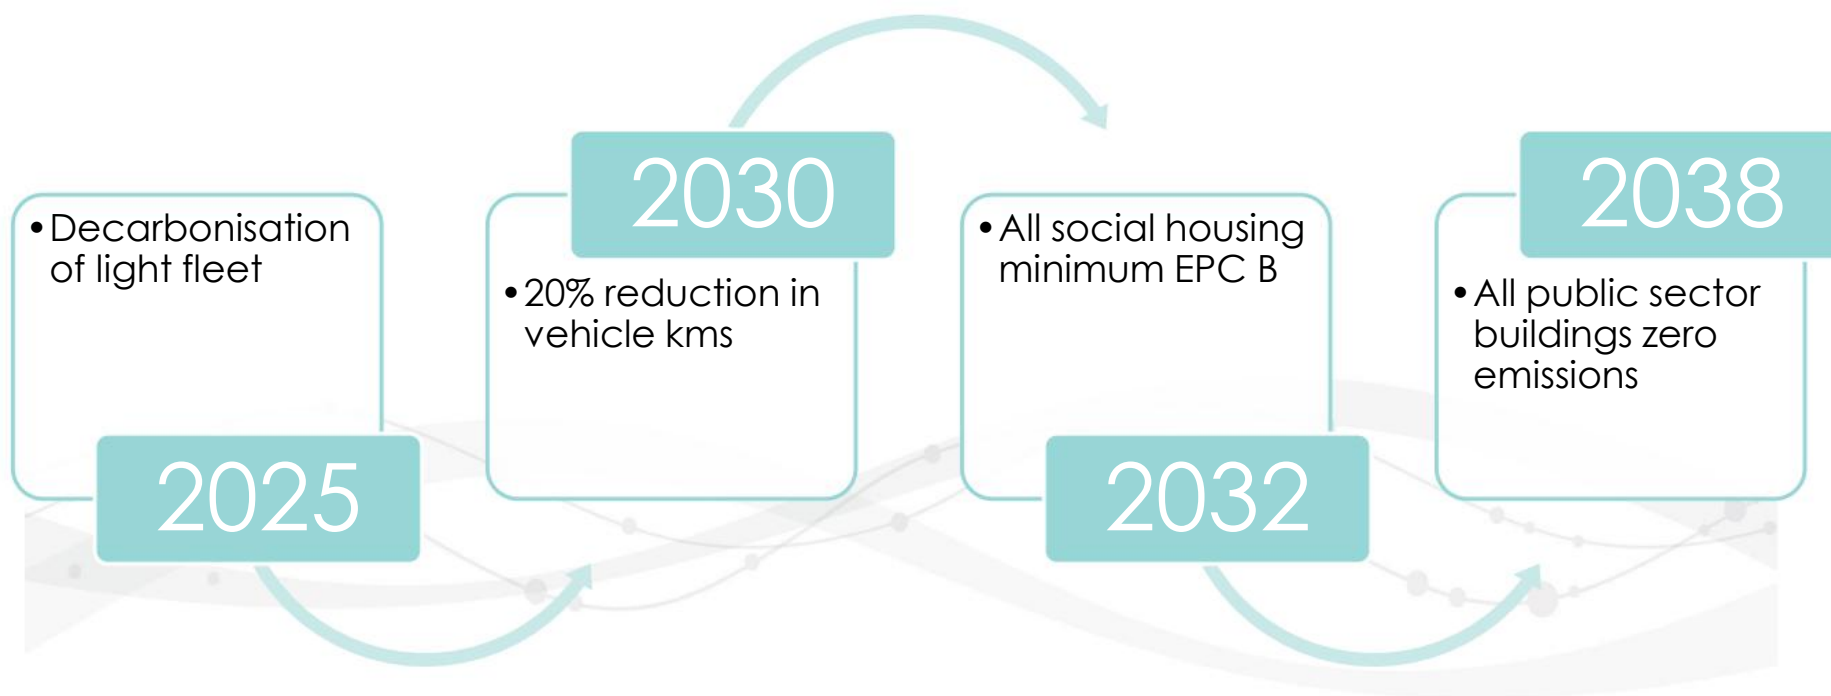 •Decarbonisation
of light fleet
2025
2030
•20% reduction in
vehicle kms
•All social housing
minimum EPC B
2032
2038
•All public sector
buildings zero
emissions